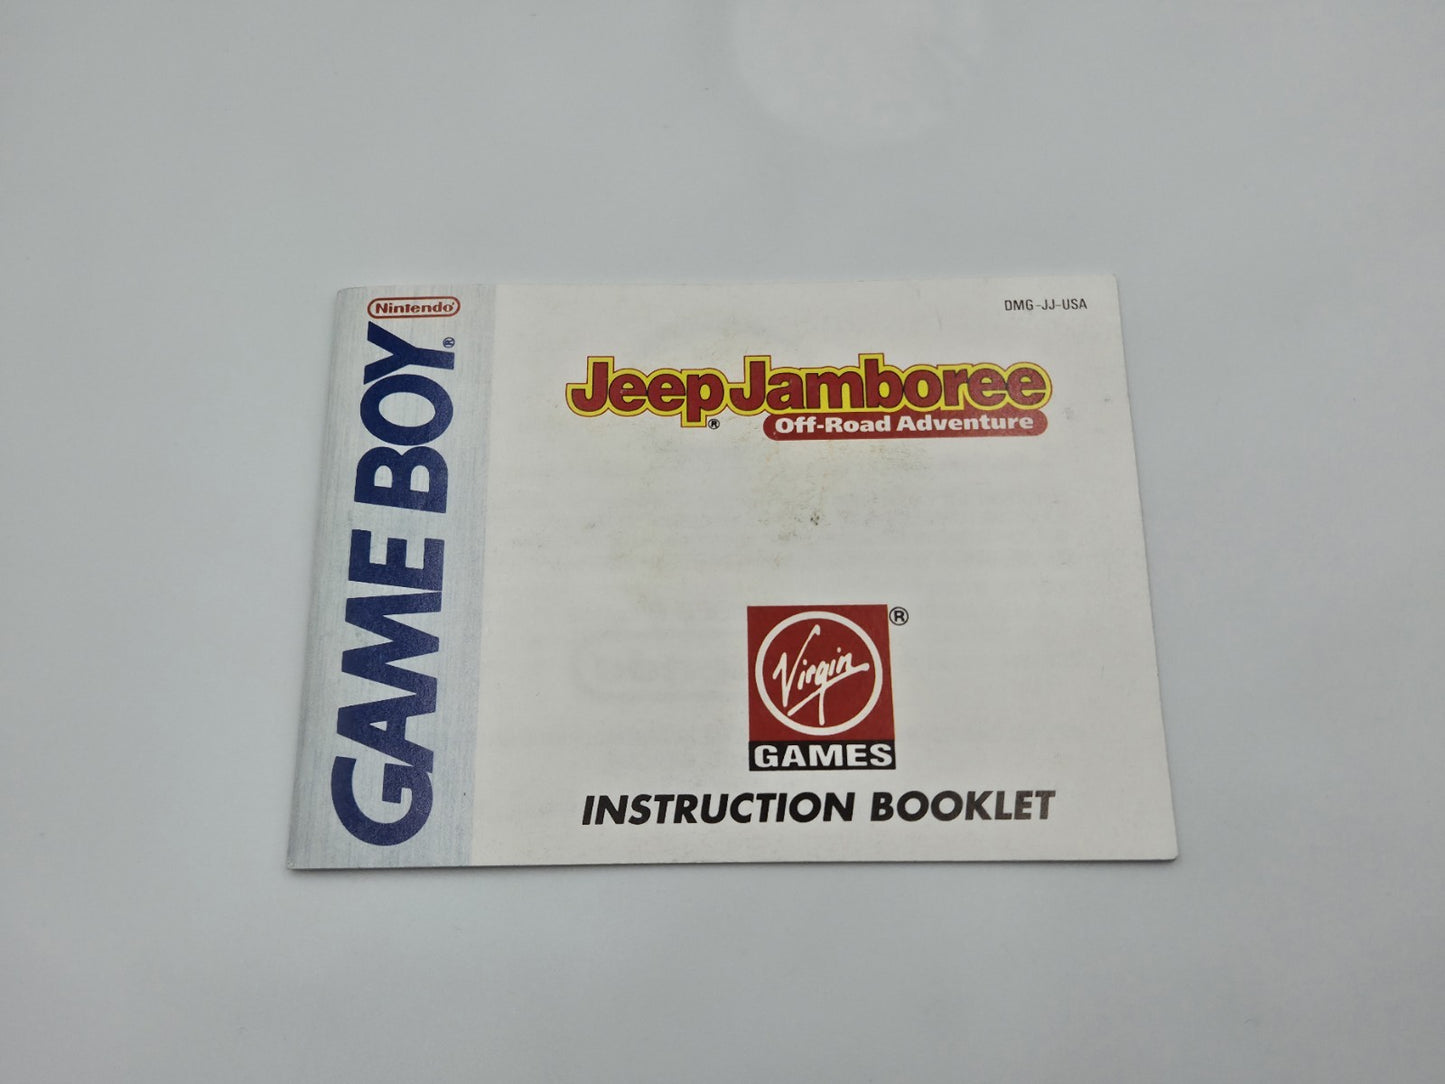 Nintendo®
GAME BOY®
DMG-JJ-USA
Jeep® Jamboree
Off-Road Adventure
Virgin®
GAMES
INSTRUCTION BOOKLET